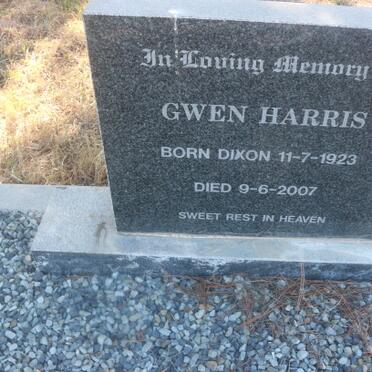 In Loving Memory
GWEN HARRIS
BORN DIXON 11-7-1923
DIED 9-6-2007
SWEET REST IN HEAVEN